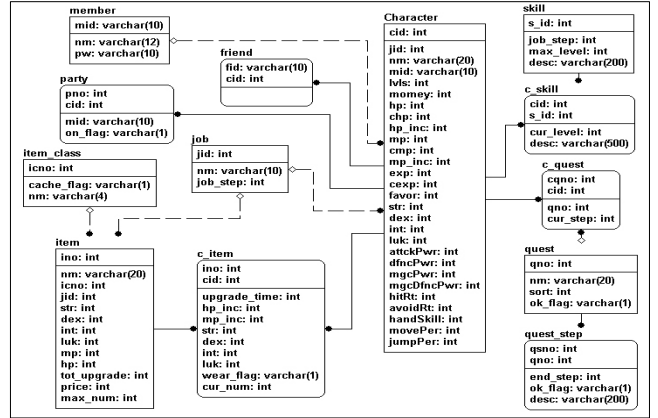 member
mid: varchar(10)
nm: varchar(12)
pw: varchar(10)
friend
fid: varchar(10)
cid: int
party
pno: int
cid: int
mid: varchar(10)
on_flag: varchar(1)
item_class
icno: int
cache_flag: varchar(1)
nm: varchar(4)
job
jid: int
nm: varchar(10)
job_step: int
item
ino: int
nm: varchar(20)
icno: int
jid: int
str: int
dex: int
int: int
luk: int
mp: int
hp: int
tot_upgrade: int
price: int
max_num: int
c_item
ino: int
cid: int
upgrade_time: int
hp_inc: int
mp_inc: int
str: int
dex: int
int: int
luk: int
wear_flag: varchar(1)
cur_num: int
Character
cid: int
jid: int
nm: varchar(20)
mid: varchar(10)
lvls: int
momey: int
hp: int
chp: int
hp_inc: int
mp: int
cmp: int
mp_inc: int
exp: int
cexp: int
favor: int
str: int
dex: int
int: int
luk: int
attckPwr: int
dfncPwr: int
mgcPwr: int
mgcDfncPwr: int
hitRt: int
avoidRt: int
handSkill: int
movePer: int
jumpPer: int
skill
s_id: int
job_step: int
max_level: int
desc: varchar(200)
c_skill
cid: int
s_id: int
cur_level: int
desc: varchar(500)
c_quest
cqno: int
cid: int
qno: int
cur_step: int
quest
qno: int
nm: varchar(20)
sort: int
ok_flag: varchar(1)
quest_step
qsno: int
qno: int
end_step: int
ok_flag: varchar(1)
desc: varchar(200)